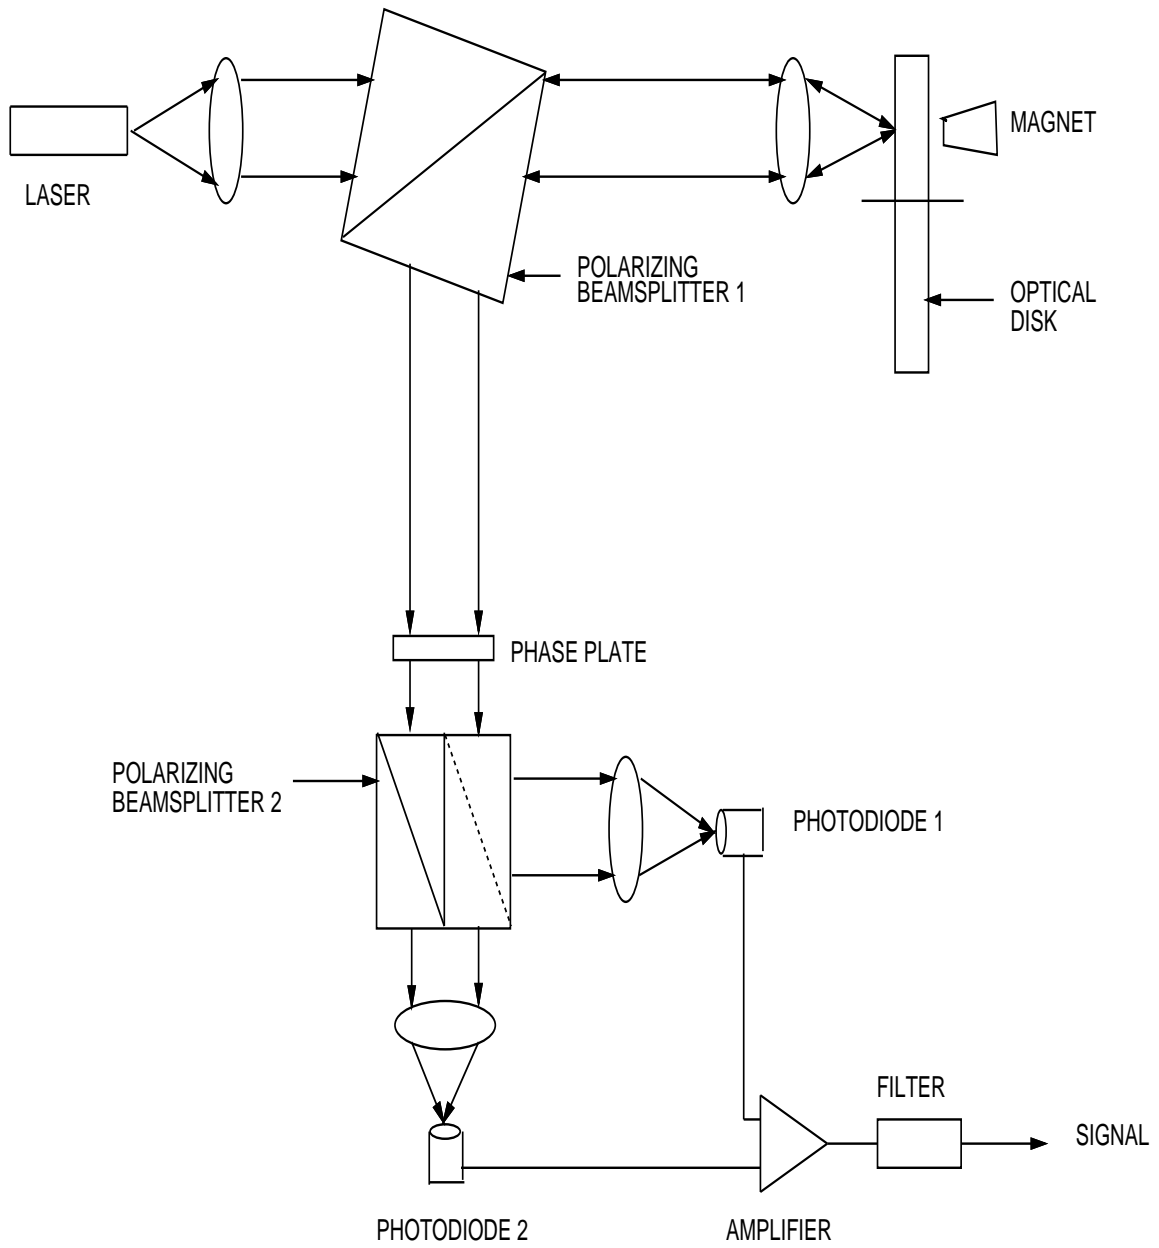 MAGNET
LASER
POLARIZING
BEAMSPLITTER 1
OPTICAL
DISK
PHASE PLATE
POLARIZING
BEAMSPLITTER 2
PHOTODIODE 1
FILTER
SIGNAL
PHOTODIODE 2
AMPLIFIER